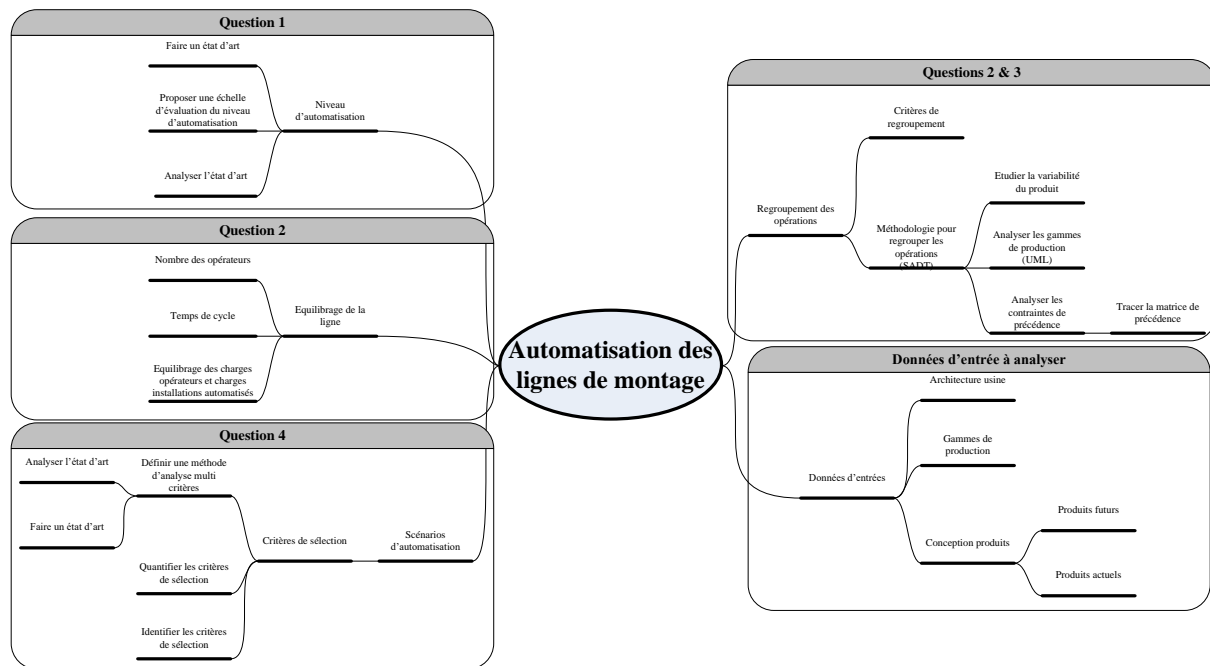 Question 1
Faire un état d’art
Proposer une échelle
d’évaluation du niveau
d’automatisation
Analyser l’état d’art
Niveau
d’automatisation
Question 2
Nombre des opérateurs
Temps de cycle
Equilibrage des charges
opérateurs et charges
installations automatisés
Equilibrage de la
ligne
Question 4
Analyser l’état d’art
Faire un état d’art
Définir une méthode
d’analyse multi
critères
Quantifier les critères
de sélection
Identifier les critères
de sélection
Critères de sélection
Scénarios
d’automatisation
Automatisation des
lignes de montage
Questions 2 & 3
Regroupement des
opérations
Critères de
regroupement
Méthodologie pour
regrouper les
opérations
(SADT)
Etudier la variabilité
du produit
Analyser les gammes
de production
(UML)
Analyser les
contraintes de
précédence
Tracer la matrice de
précédence
Données d’entrée à analyser
Données d’entrées
Architecture usine
Gammes de
production
Conception produits
Produits futurs
Produits actuels